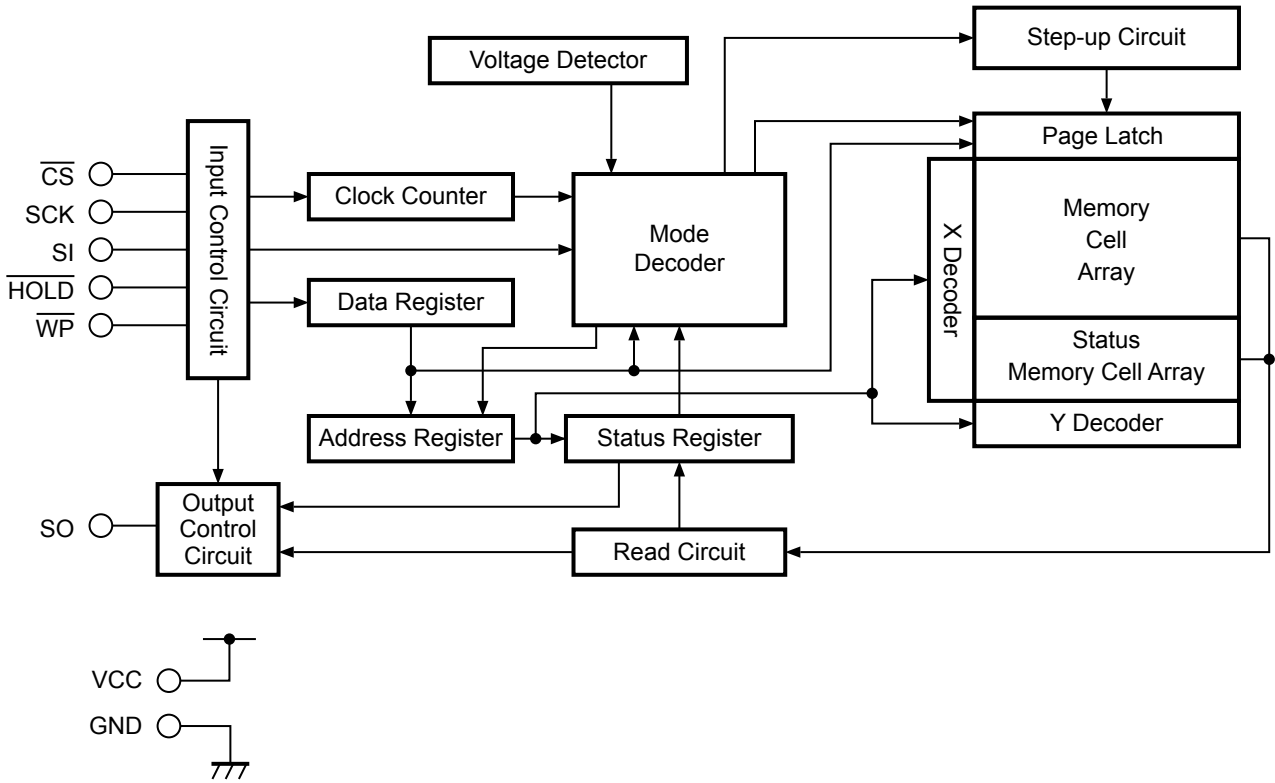 Step-up Circuit
Voltage Detector
Page Latch
Input Control Circuit
CS
SCK
SI
HOLD
WP
Clock Counter
Mode
Decoder
X Decoder
Memory
Cell
Array
Data Register
Status
Memory Cell Array
Address Register
Status Register
Y Decoder
SO
Output
Control
Circuit
Read Circuit
VCC
GND